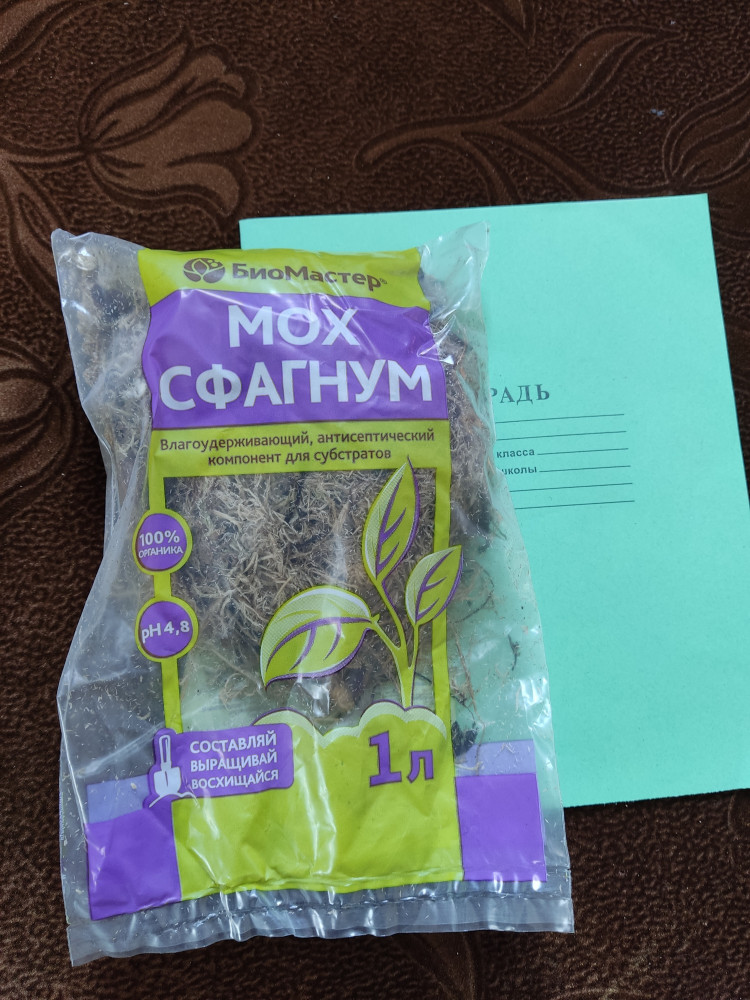 БиоМастер®
МОХ
СФАГНУМ
Влагоудерживающий, антисептический
компонент для субстратов
100%
ОРГАНИКА
pH 4,8
СОСТАВЛЯЙ
ВЫРАЩИВАЙ
ВОСХИЩАЙСЯ
1 л
РАДЬ
класса
школы